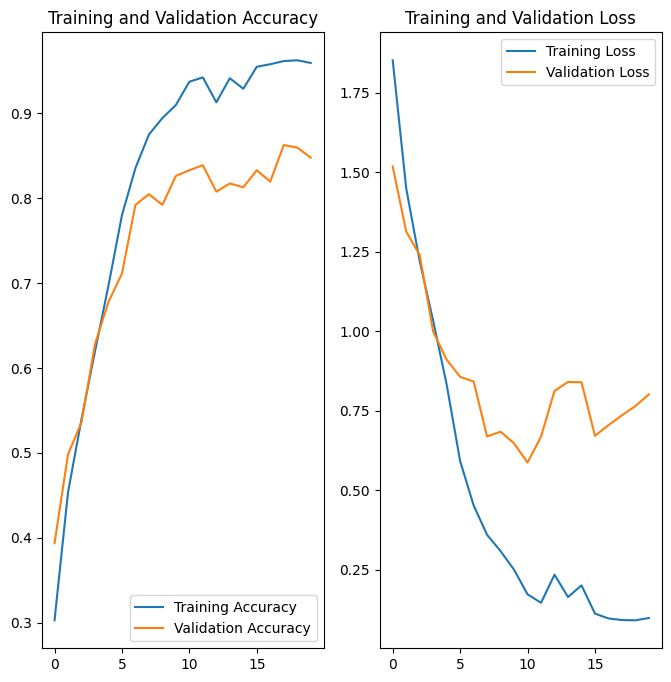 Training and Validation Accuracy
0.9
0.8
0.7
0.6
0.5
0.4
0.3
0 5 10 15
Training Accuracy
Validation Accuracy
Training and Validation Loss
1.75
1.50
1.25
1.00
0.75
0.50
0.25
0 5 10 15
Training Loss
Validation Loss